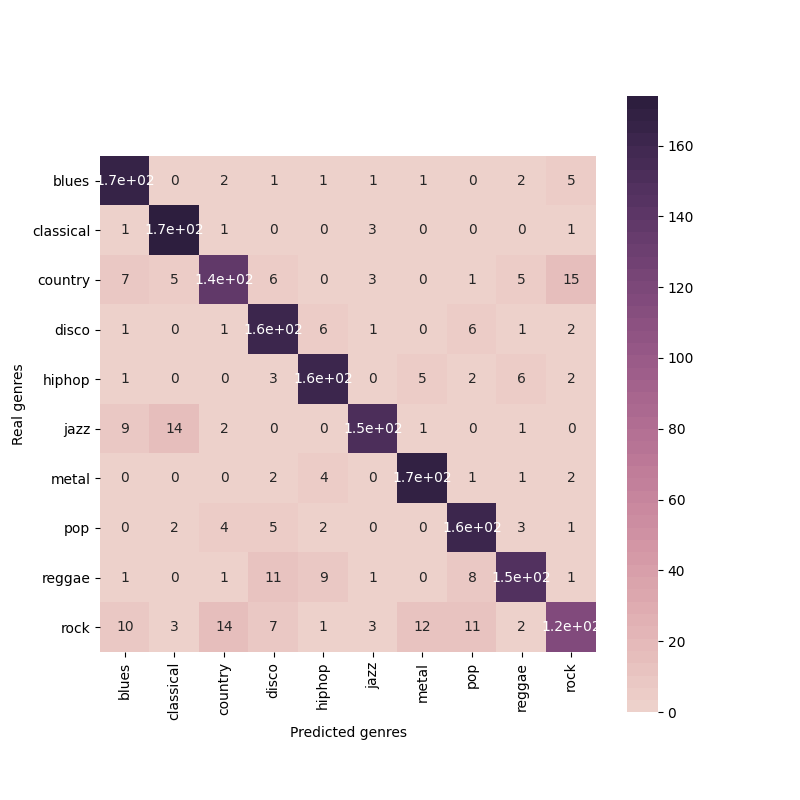 160
blues 1.7e+02 0 2 1 1 1 1 0 2 5
140
classical 1 1.7e+02 1 0 0 3 0 0 0 1
country 7 5 1.4e+02 6 0 3 0 1 5 15
120
disco 1 0 1 1.6e+02 6 1 0 6 1 2
100
hiphop 1 0 0 3 1.6e+02 0 5 2 6 2
Real genres
80
jazz 9 14 2 0 0 1.5e+02 1 0 1 0
metal 0 0 0 2 4 0 1.7e+02 1 1 2
60
pop 0 2 4 5 2 0 0 1.6e+02 3 1
40
reggae 1 0 1 11 9 1 0 8 1.5e+02 1
rock 10 3 14 7 1 3 12 11 2 1.2e+02
20
0
blues classical country disco hiphop jazz metal pop reggae rock
Predicted genres